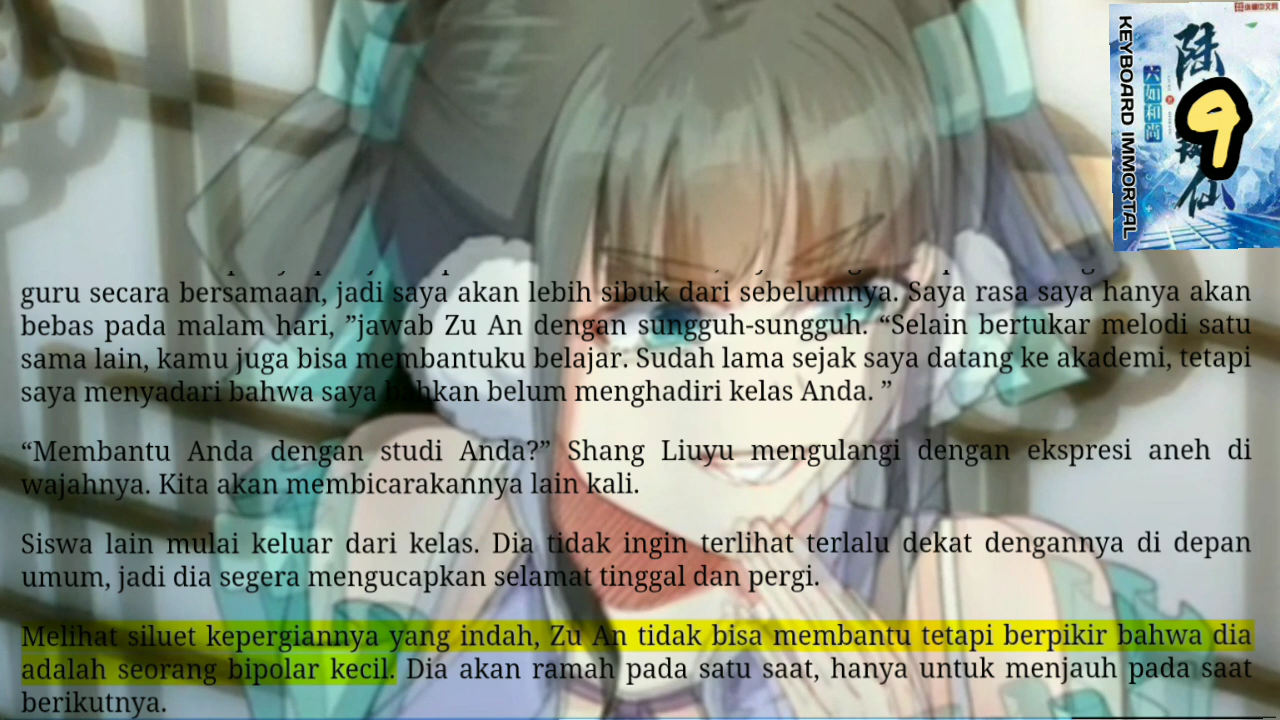 guru secara bersamaan, jadi saya akan lebih sibuk dari sebelumnya. Saya rasa saya hanya akan
bebas pada malam hari, ”jawab Zu An dengan sungguh-sungguh. “Selain bertukar melodi satu
sama lain, kamu juga bisa membantuku belajar. Sudah lama sejak saya datang ke akademi, tetapi
saya menyadari bahwa saya bahkan belum menghadiri kelas Anda. ”
“Membantu Anda dengan studi Anda?” Shang Liuyu mengulangi dengan ekspresi aneh di
wajahnya. Kita akan membicarakannya lain kali.
Siswa lain mulai keluar dari kelas. Dia tidak ingin terlihat terlalu dekat dengannya di depan
umum, jadi dia segera mengucapkan selamat tinggal dan pergi.
Melihat siluet kepergiannya yang indah, Zu An tidak bisa membantu tetapi berpikir bahwa dia
adalah seorang bipolar kecil. Dia akan ramah pada satu saat, hanya untuk menjauh pada saat
berikutnya.
KEYBOARD IMMORTAL
陆
仙
六如和尚
9